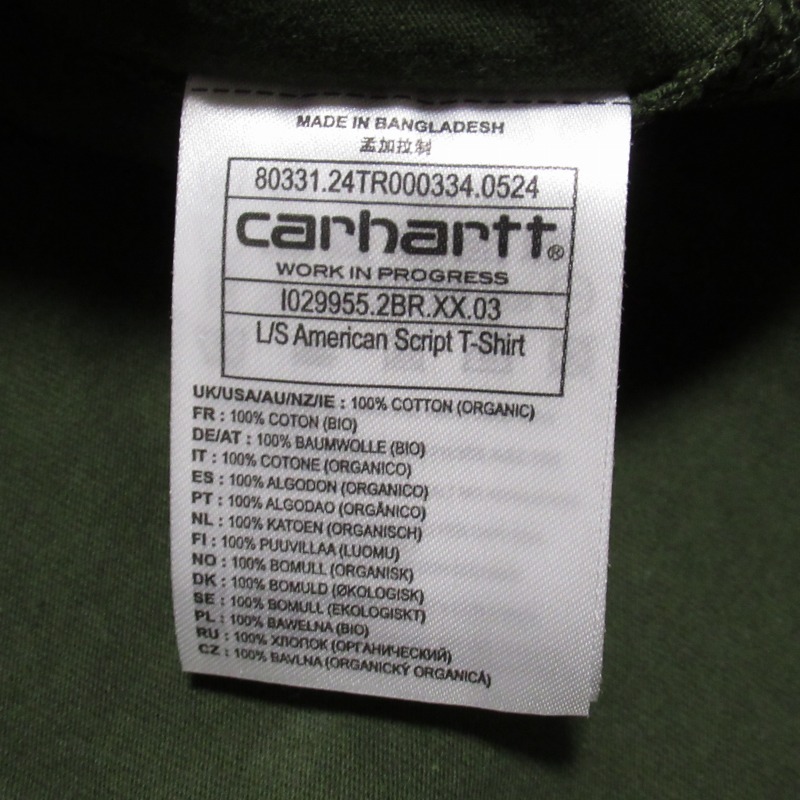 MADE IN BANGLADESH
孟加拉制
80331.24TR000334.0524
carhartt®
WORK IN PROGRESS
I029955.2BR.XX.03
L/S American Script T-Shirt
UK/USA/AU/NZ/IE : 100% COTTON (ORGANIC)
FR : 100% COTON (BIO)
DE/AT : 100% BAUMWOLLE (BIO)
IT : 100% COTONE (ORGANICO)
ES : 100% ALGODON (ORGANICO)
PT : 100% ALGODAO (ORGÂNICO)
NL : 100% KATOEN (ORGANISCH)
FI : 100% PUUVILLAA (LUOMU)
NO : 100% BOMULL (ORGANISK)
DK : 100% BOMULD (ØKOLOGISK)
SE : 100% BOMULL (EKOLOGISKT)
PL : 100% BAWELNA (BIO)
RU : 100% ХЛОПОК (ОРГАНИЧЕСКИЙ)
CZ : 100% BAVLNA (ORGANICKÝ ORGANICÁ)